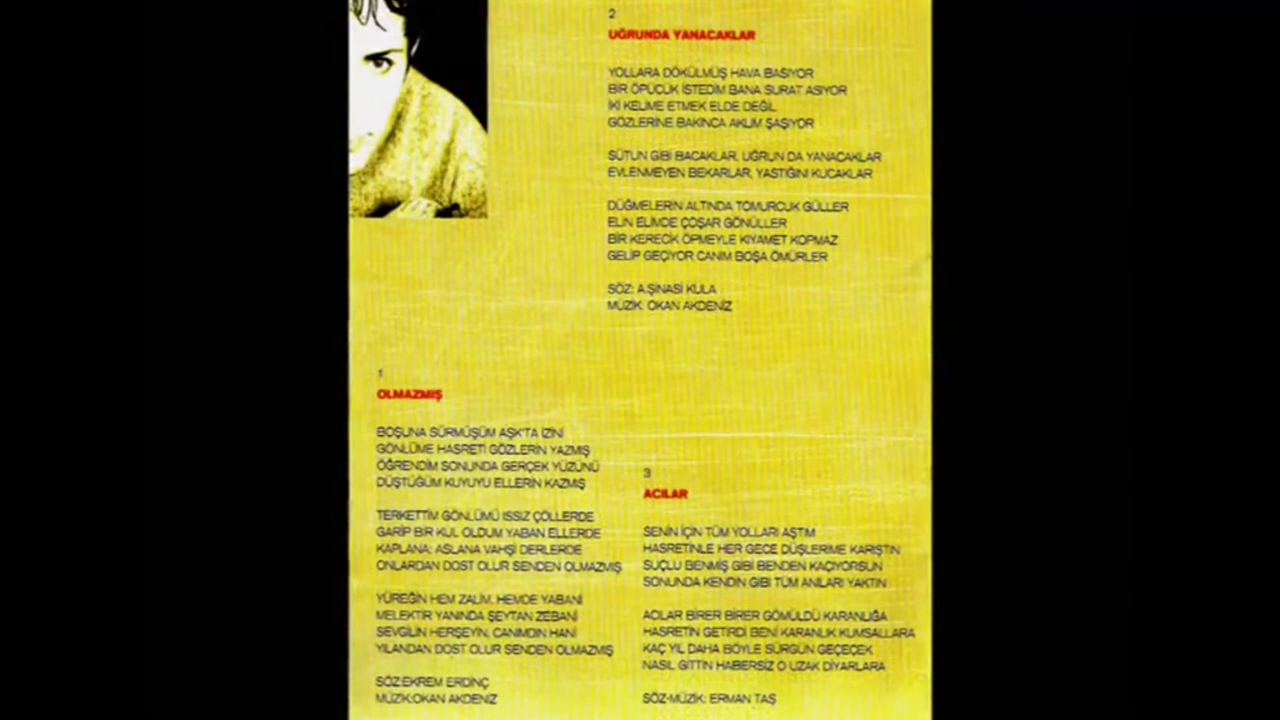 2
UĞRUNDA YANACAKLAR
YOLLARA DÖKÜLMÜŞ HAVA BASIYOR
BİR ÖPÜCÜK İSTEDİM BANA SURAT ASIYOR
İKİ KELİME ETMEK ELDE DEĞİL
GÖZLERİNE BAKINCA AKLIM ŞAŞIYOR
SÜTUN GİBİ BACAKLAR, UĞRUN DA YANACAKLAR
EVLENMEYEN BEKARLAR, YASTIĞINI KUCAKLAR
DÜĞMELERİN ALTINDA TOMURCUK GÜLLER
ELİN ELİMDE ÇOŞAR GÖNÜLLER
BİR KERECİK ÖPMEYLE KIYAMET KOPMAZ
GELİP GEÇİYOR CANIM BOŞA ÖMÜRLER
SÖZ: A.ŞİNASİ KULA
MÜZİK: OKAN AKDENİZ
1
OLMAZMIŞ
BOŞUNA SÜRMÜŞÜM AŞK'TA İZİNİ
GÖNLÜME HASRETİ GÖZLERİN YAZMIŞ
ÖĞRENDİM SONUNDA GERÇEK YÜZÜNÜ
DÜŞTÜĞÜM KUYUYU ELLERİN KAZMIŞ
TERKETTİM GÖNLÜMÜ ISSIZ ÇÖLLERDE
GARİP BİR KUL OLDUM YABAN ELLERDE
KAPLANA; ASLANA VAHŞİ DERLERDE
ONLARDAN DOST OLUR SENDEN OLMAZMIŞ
YÜREĞİN HEM ZALİM, HEMDE YABANİ
MELEKTİR YANINDA ŞEYTAN ZEBANİ
SEVGİLİN HERŞEYİN, CANIMDIN HANİ
YILANDAN DOST OLUR SENDEN OLMAZMIŞ
SÖZ:EKREM ERDİNÇ
MÜZİK:OKAN AKDENİZ
3
ACILAR
SENİN İÇİN TÜM YOLLARI AŞTIM
HASRETİNLE HER GECE DÜŞLERİME KARIŞTIN
SUÇLU BENMİŞ GİBİ BENDEN KAÇIYORSUN
SONUNDA KENDİN GİBİ TÜM ANILARI YAKTIN
ACILAR BİRER BİRER GÖMÜLDÜ KARANLIĞA
HASRETİN GETİRDİ BENİ KARANLIK KUMSALLARA
KAÇ YIL DAHA BÖYLE SÜRGÜN GEÇEÇEK
NASIL GİTTİN HABERSİZ O UZAK DİYARLARA
SÖZ-MÜZİK: ERMAN TAŞ